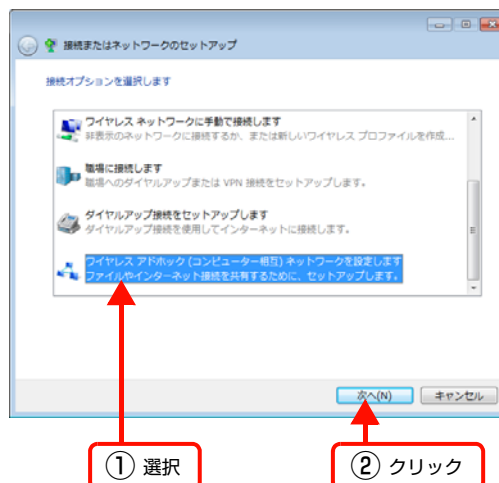 接続またはネットワークのセットアップ
接続オプションを選択します
ワイヤレス ネットワークに手動で接続します
非表示のネットワークに接続するか、または新しいワイヤレス プロファイルを作成...
職場に接続します
職場へのダイヤルアップまたは VPN 接続をセットアップします。
ダイヤルアップ接続をセットアップします
ダイヤルアップ接続を使用してインターネットに接続します。
ワイヤレス アドホック (コンピューター相互) ネットワークを設定します
ファイルやインターネット接続を共有するために、セットアップします。
次へ(N) キャンセル
① 選択 ② クリック